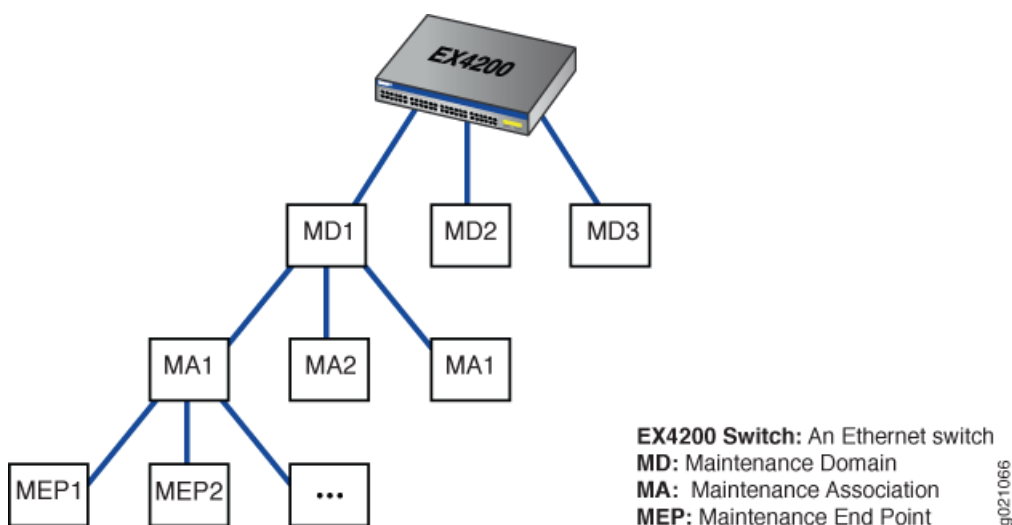 EX4200
MD1
MD2
MD3
MA1
MA2
MA1
MEP1
MEP2
...
EX4200 Switch: An Ethernet switch
MD: Maintenance Domain
MA: Maintenance Association
MEP: Maintenance End Point
g021066